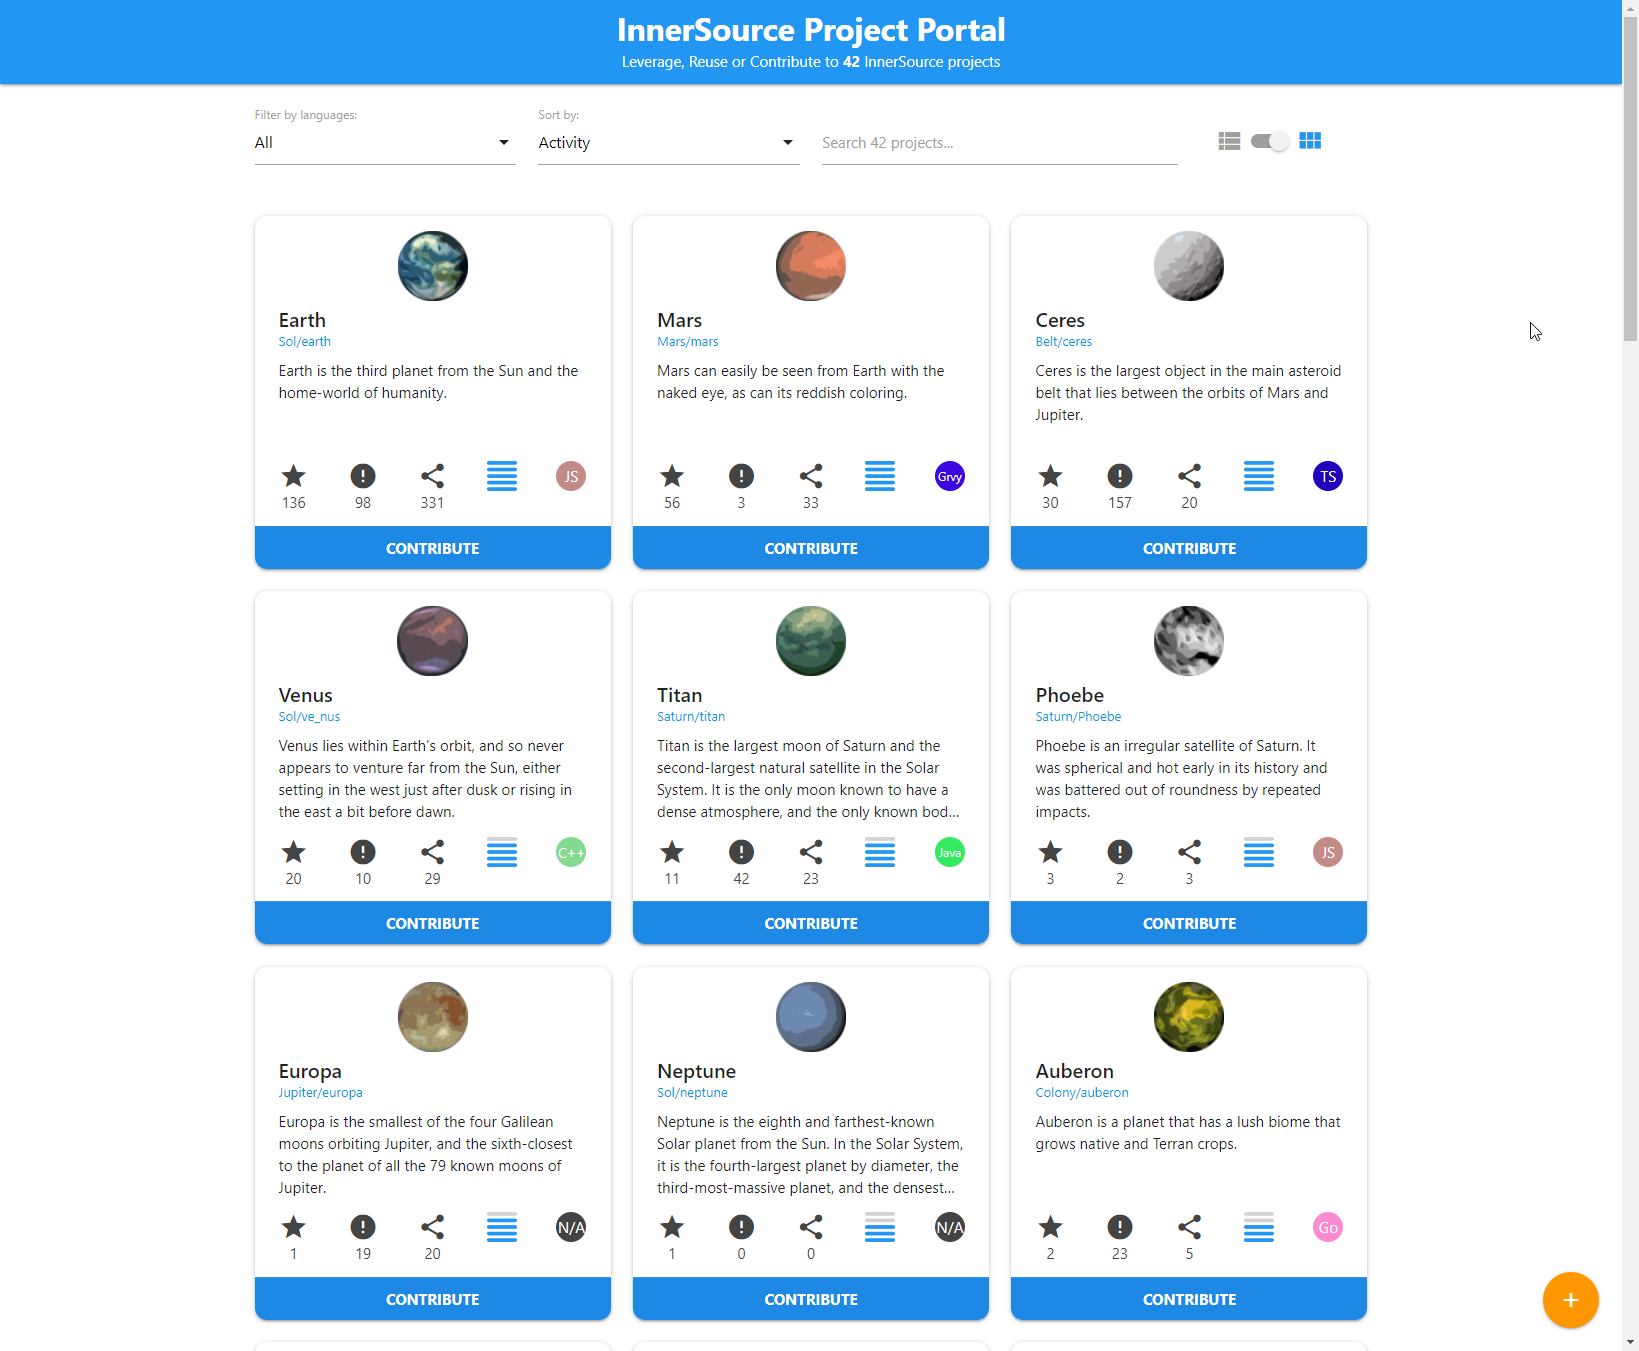 InnerSource Project Portal
Leverage, Reuse or Contribute to 42 InnerSource projects
Filter by languages:
All
Sort by:
Activity
Search 42 projects...
Earth
Sol/earth
Earth is the third planet from the Sun and the
home-world of humanity.
136
98
331
JS
CONTRIBUTE
Mars
Mars/mars
Mars can easily be seen from Earth with the
naked eye, as can its reddish coloring.
56
3
33
Grvy
CONTRIBUTE
Ceres
Belt/ceres
Ceres is the largest object in the main asteroid
belt that lies between the orbits of Mars and
Jupiter.
30
157
20
TS
CONTRIBUTE
Venus
Sol/ve_nus
Venus lies within Earth's orbit, and so never
appears to venture far from the Sun, either
setting in the west just after dusk or rising in
the east a bit before dawn.
20
10
29
C++
CONTRIBUTE
Titan
Saturn/titan
Titan is the largest moon of Saturn and the
second-largest natural satellite in the Solar
System. It is the only moon known to have a
dense atmosphere, and the only known bod...
11
42
23
Java
CONTRIBUTE
Phoebe
Saturn/Phoebe
Phoebe is an irregular satellite of Saturn. It
was spherical and hot early in its history and
was battered out of roundness by repeated
impacts.
3
2
3
JS
CONTRIBUTE
Europa
Jupiter/europa
Europa is the smallest of the four Galilean
moons orbiting Jupiter, and the sixth-closest
to the planet of all the 79 known moons of
Jupiter.
1
19
20
N/A
CONTRIBUTE
Neptune
Sol/neptune
Neptune is the eighth and farthest-known
Solar planet from the Sun. In the Solar System,
it is the fourth-largest planet by diameter, the
third-most-massive planet, and the densest...
1
0
0
N/A
CONTRIBUTE
Auberon
Colony/auberon
Auberon is a planet that has a lush biome that
grows native and Terran crops.
2
23
5
Go
CONTRIBUTE
+